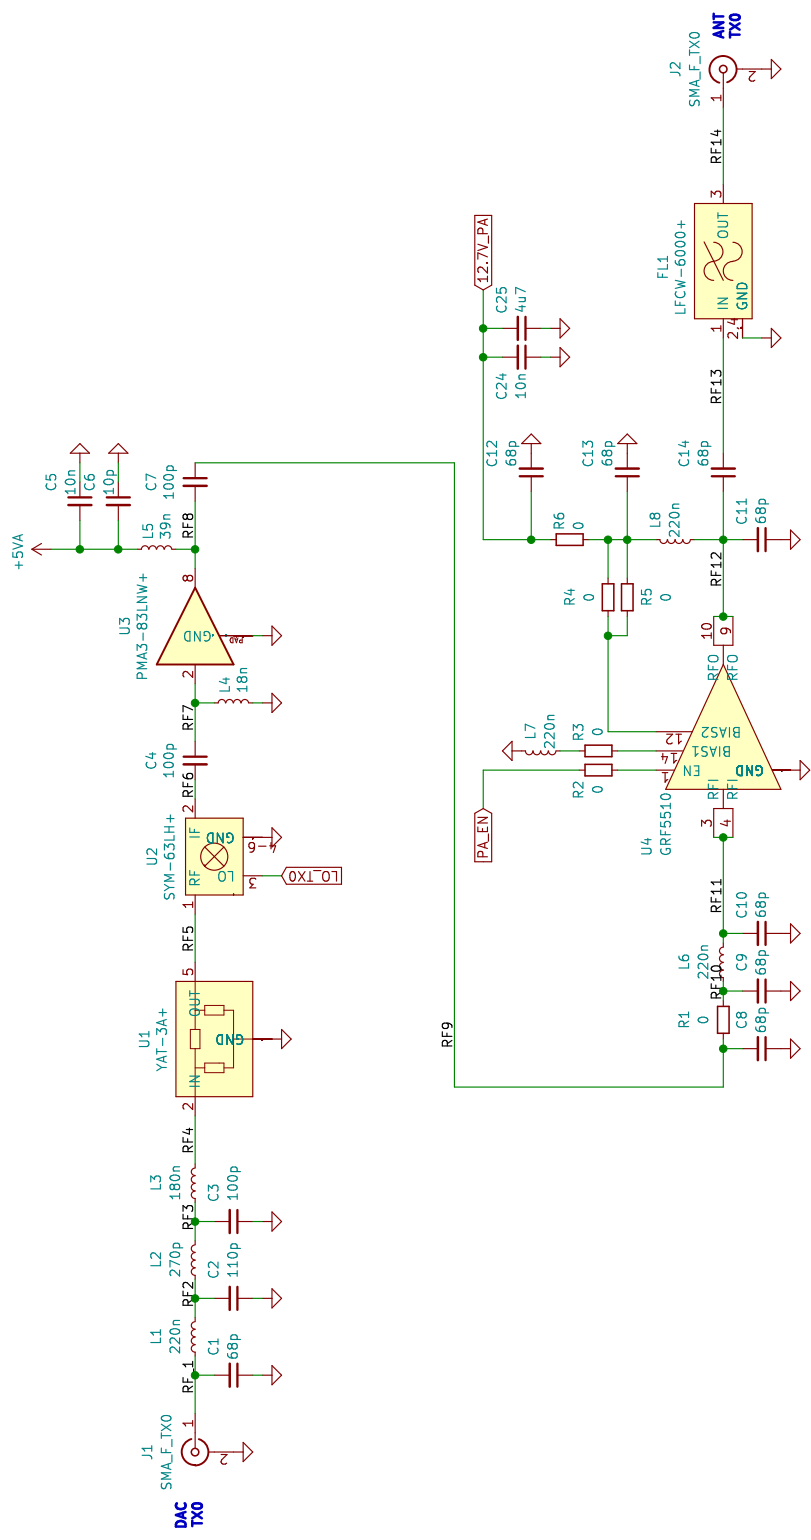 DAC
TX0
J1
SMA_F_TX0
1
2
RF1
C1
68p
L1
220n
RF2
C2
110p
L2
270p
RF3
C3
100p
L3
180n
RF4
2
U1
YAT-3A+
IN
OUT
GND
5
RF5
1
U2
SYM-63LH+
RF
IF
LO
GND
3
4-6
LO_TX0
2
RF6
C4
100p
RF7
L4
18n
2
U3
PMA3-83LNW+
GND
PAD
8
RF8
L5
39n
+5VA
C5
10n
C6
10p
C7
100p
RF9
R1
0
C8
68p
RF10
L6
220n
C9
68p
C10
68p
RF11
3
4
U4
GRF5510
RFI
RFI
EN
BIAS1
BIAS2
GND
RFO
RFO
1
14
12
10
9
PA_EN
R2
0
R3
0
L7
220n
R4
0
R5
0
R6
0
C12
68p
C13
68p
L8
220n
12.7V_PA
C24
10n
C25
4u7
RF12
C11
68p
C14
68p
RF13
1
2,4
FL1
LFCW-6000+
IN
OUT
GND
3
RF14
1
2
J2
SMA_F_TX0
ANT
TX0